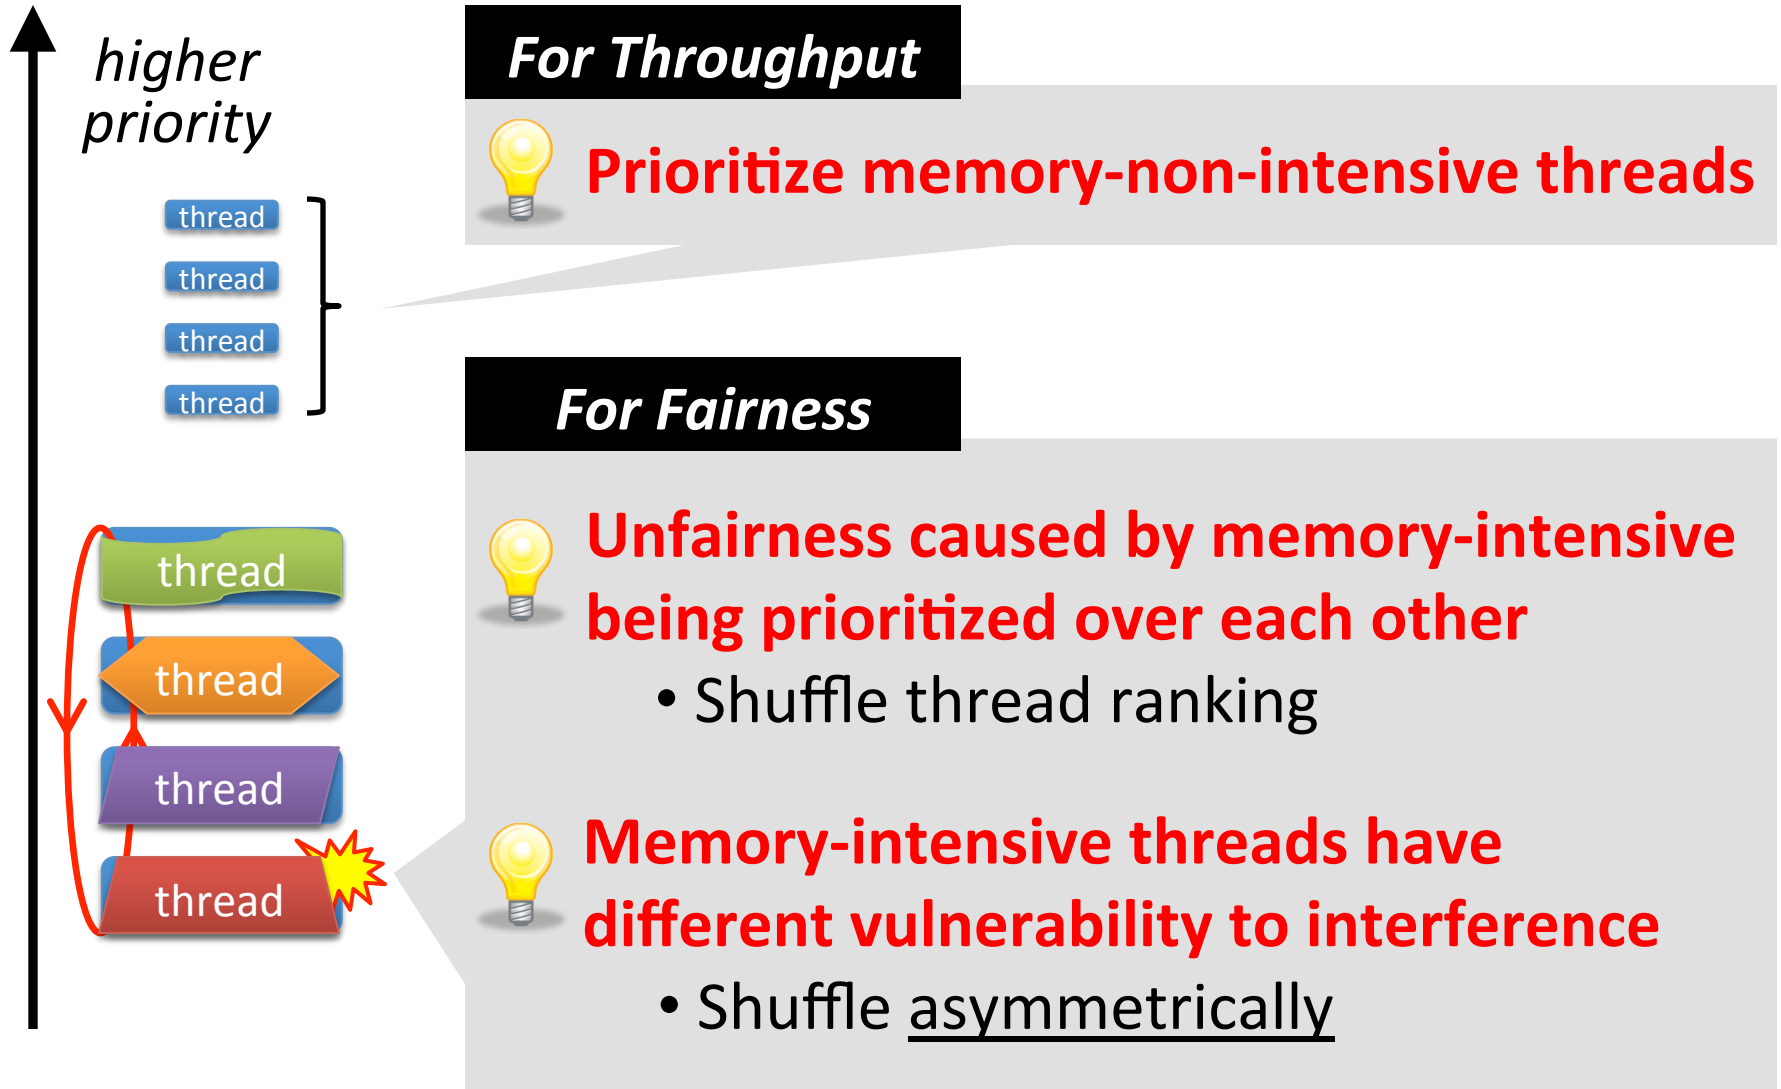 higher
priority
thread
thread
thread
thread
thread
thread
thread
thread
For Throughput
Prioritize memory-non-intensive threads
For Fairness
Unfairness caused by memory-intensive
being prioritized over each other
• Shuffle thread ranking
Memory-intensive threads have
different vulnerability to interference
• Shuffle asymmetrically